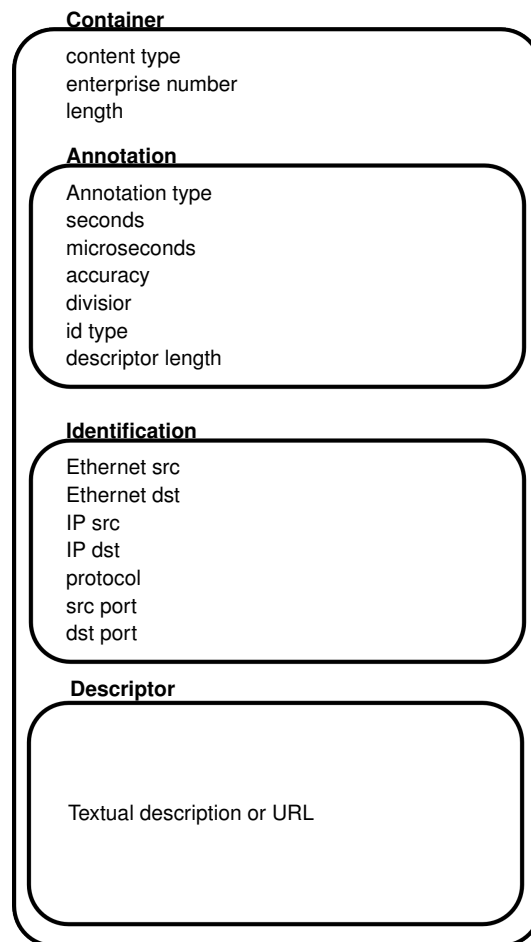 Container
content type
enterprise number
length
Annotation
Annotation type
seconds
microseconds
accuracy
divisior
id type
descriptor length
Identification
Ethernet src
Ethernet dst
IP src
IP dst
protocol
src port
dst port
Descriptor
Textual description or URL